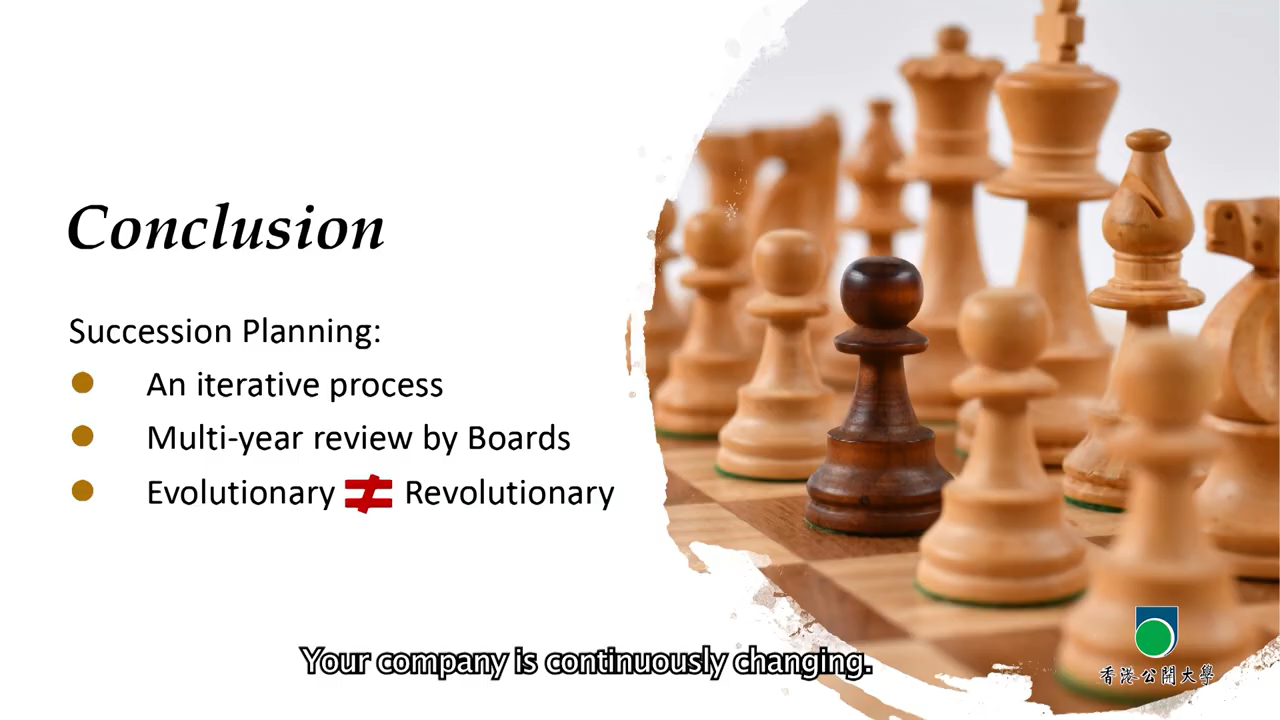 Conclusion
Succession Planning:
An iterative process
Multi-year review by Boards
Evolutionary ≠ Revolutionary
Your company is continuously changing.
香港公開大學